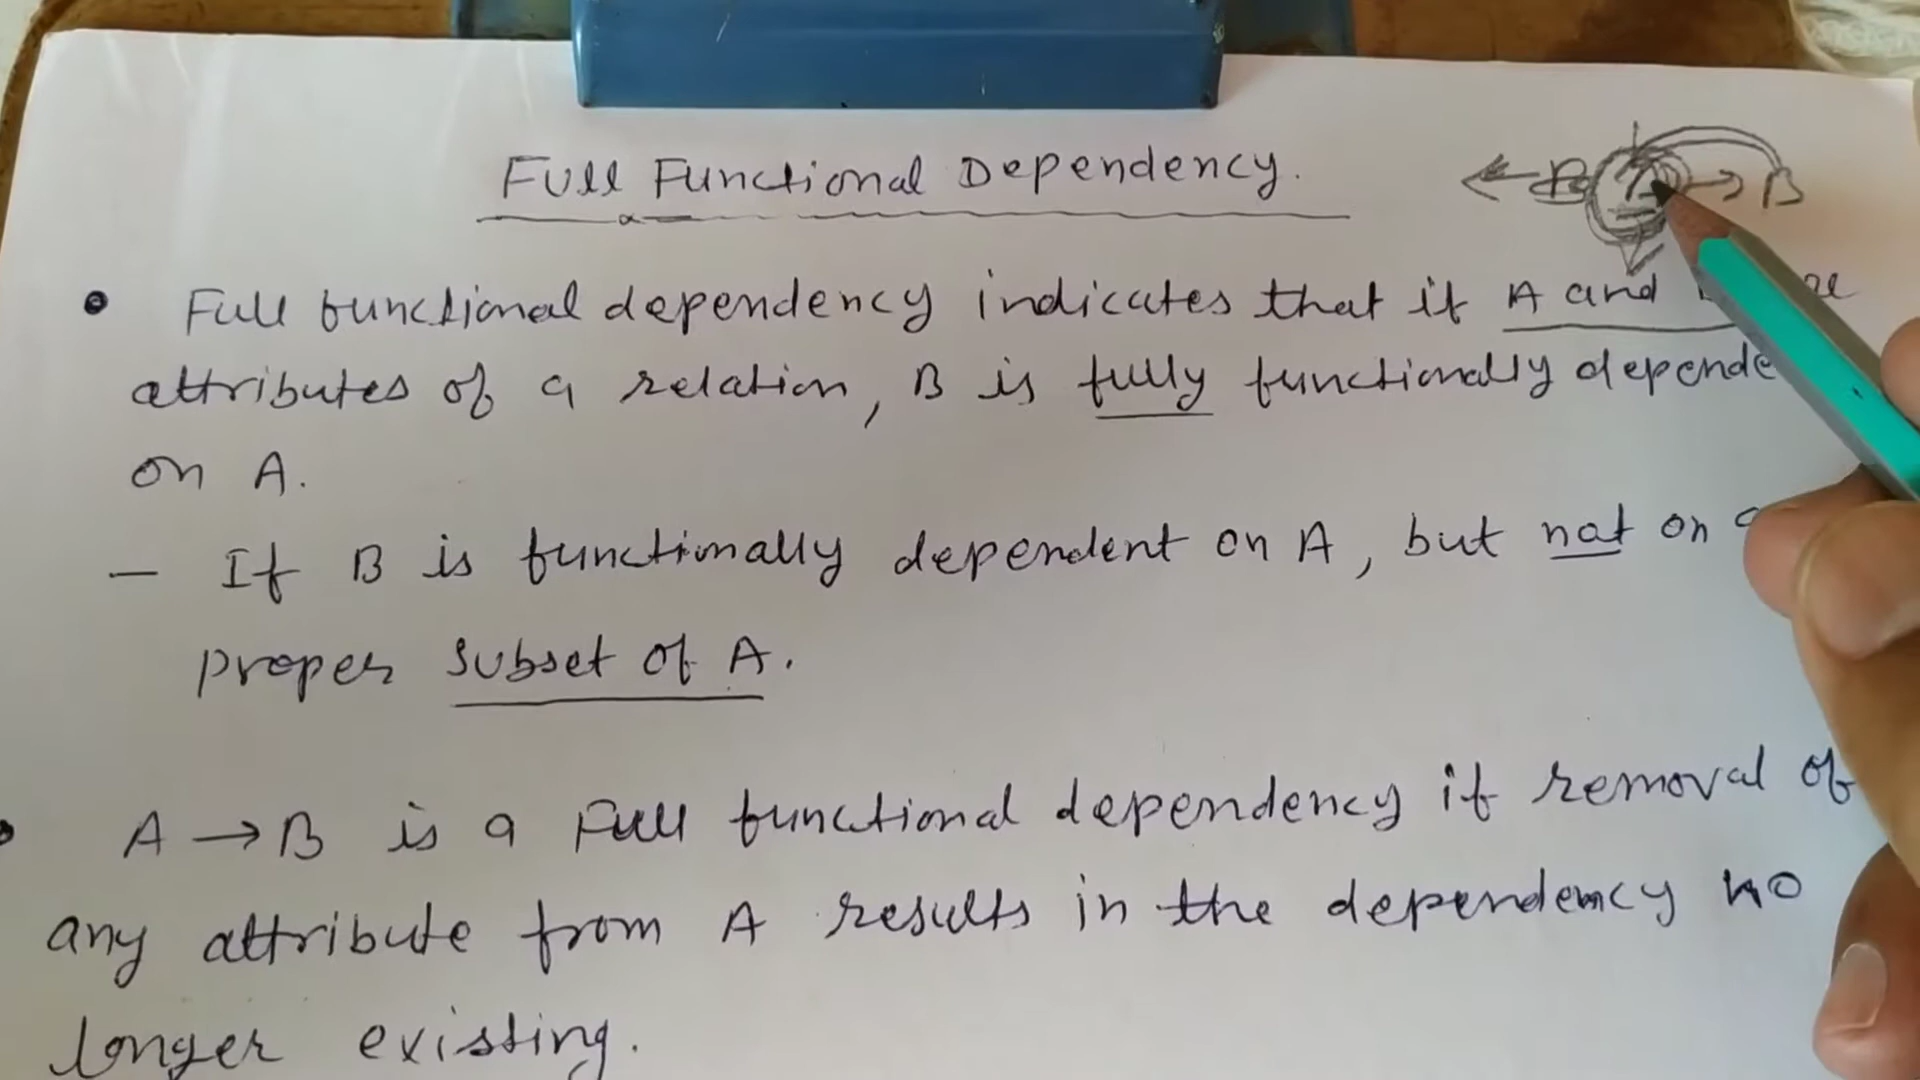 Full Functional Dependency.
B
• Full functional dependency indicates that if A and
attributes of a relation, B is fully functionally depende
on A.
— If B is functionally dependent on A, but not on
proper subset of A.
A → B is a Full functional dependency if removal of
any attribute from A results in the dependency no
longer existing.